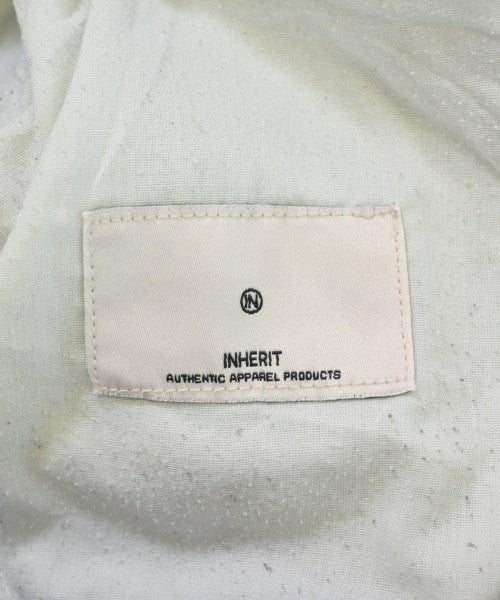 IN
INHERIT
AUTHENTIC APPAREL PRODUCTS